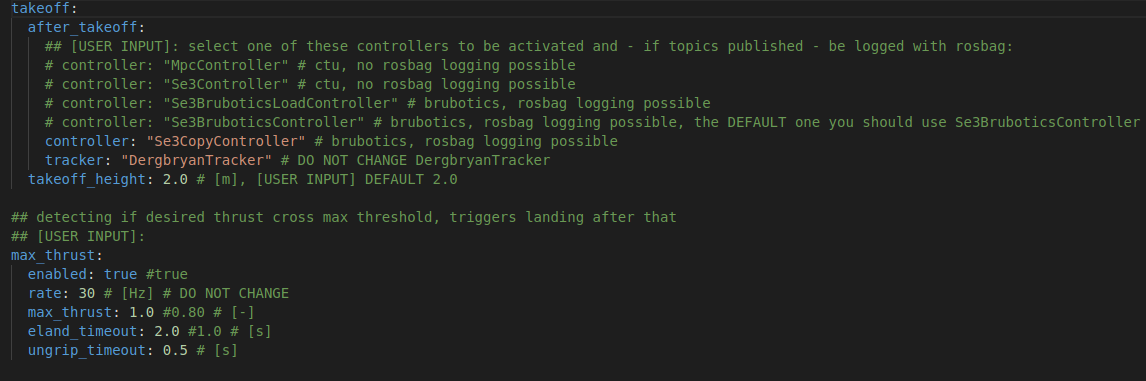 takeoff:
after_takeoff:
## [USER INPUT]: select one of these controllers to be activated and - if topics published - be logged with rosbag:
# controller: "MpcController" # ctu, no rosbag logging possible
# controller: "Se3Controller" # ctu, no rosbag logging possible
# controller: "Se3BruboticsLoadController" # brubotics, rosbag logging possible
# controller: "Se3BruboticsController" # brubotics, rosbag logging possible, the DEFAULT one you should use Se3BruboticsController
controller: "Se3CopyController" # brubotics, rosbag logging possible
tracker: "DergbryanTracker" # DO NOT CHANGE DergbryanTracker
takeoff_height: 2.0 # [m], [USER INPUT] DEFAULT 2.0
## detecting if desired thrust cross max threshold, triggers landing after that
## [USER INPUT]:
max_thrust:
enabled: true #true
rate: 30 # [Hz] # DO NOT CHANGE
max_thrust: 1.0 #0.80 # [-]
eland_timeout: 2.0 #1.0 # [s]
ungrip_timeout: 0.5 # [s]